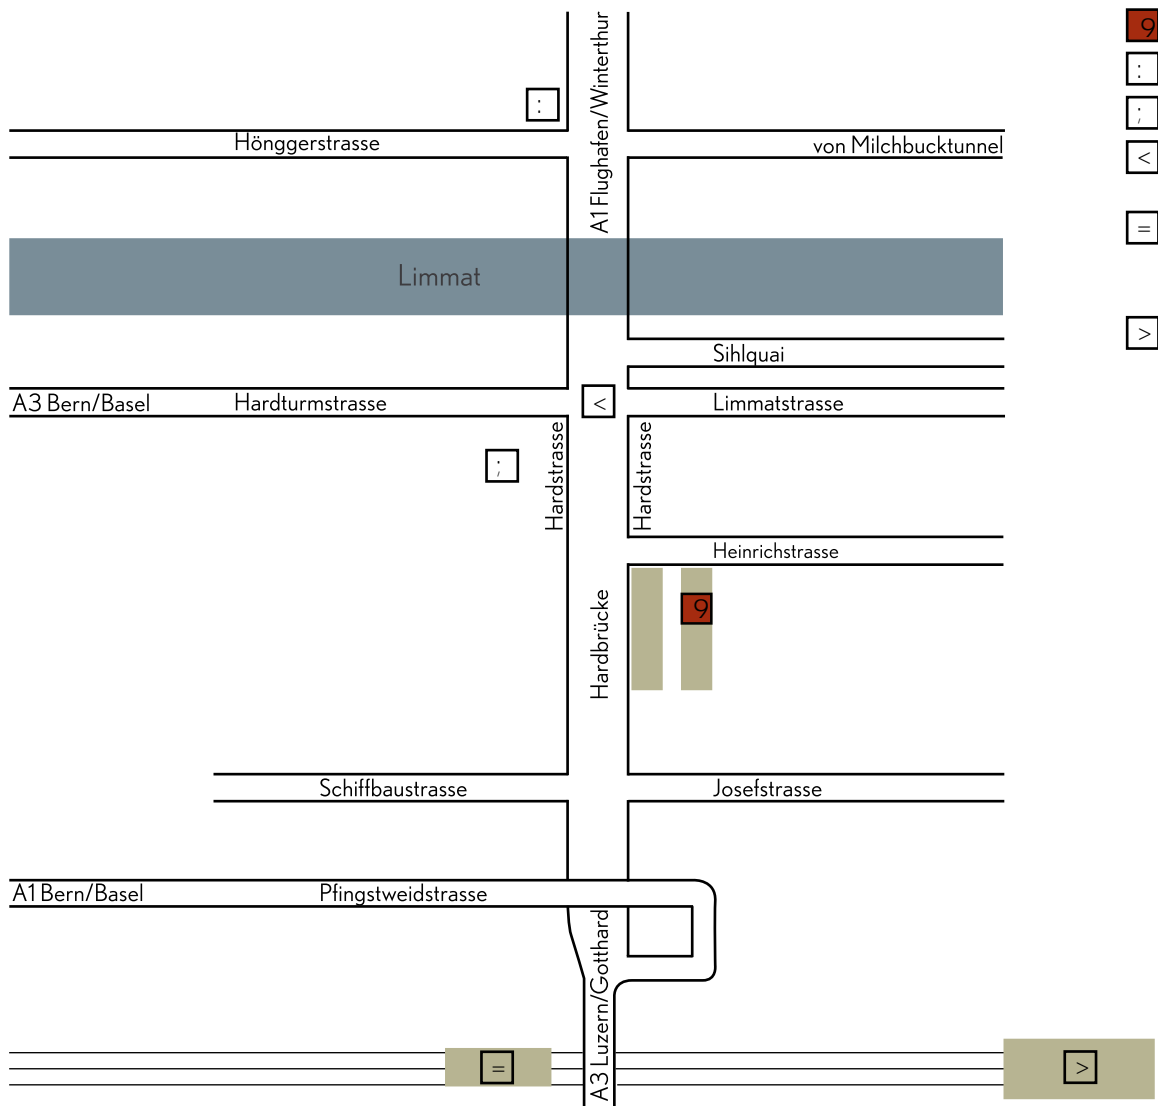 9
:
:
;
<
=
>
A1 Flughafen/Winterthur
Hönggerstrasse
von Milchbucktunnel
Limmat
Sihlquai
A3 Bern/Basel
Hardturmstrasse
<
Limmatstrasse
;
Hardstrasse
Hardstrasse
Heinrichstrasse
9
Hardbrücke
Schiffbaustrasse
Josefstrasse
A1 Bern/Basel
Pfingstweidstrasse
A3 Luzern/Gotthard
=
>